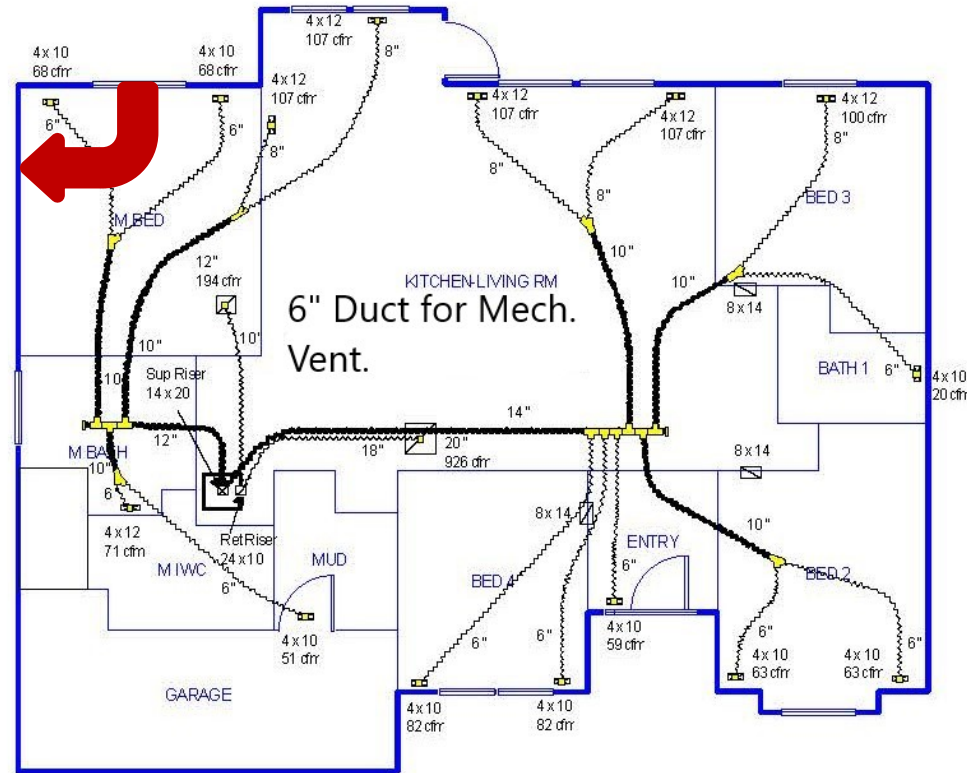 4 x 12
107 cfm
4 x 10
68 cfm
4 x 10
68 cfm
8"
4 x 12
107 cfm
4 x 12
107 cfm
4 x 12
107 cfm
4 x 12
100 cfm
6"
6"
8"
8"
8"
M BED
BED 3
12"
194 cfm
10"
KITCHEN-LIVING RM
10"
8 x 14
6" Duct for Mech.
Vent.
10"
10"
10"
Sup Riser
14 x 20
BATH 1
6"
4 x 10
20 cfm
14"
12"
18"
20"
926 cfm
M BATH
10"
6"
8 x 14
4 x 12
71 cfm
Ret Riser
24 x 10
8 x 14
10"
M IWC
MUD
ENTRY
6"
BED 4
BED 2
6"
4 x 10
51 cfm
4 x 10
59 cfm
6"
6"
6"
6"
4 x 10
63 cfm
4 x 10
63 cfm
GARAGE
4 x 10
82 cfm
4 x 10
82 cfm